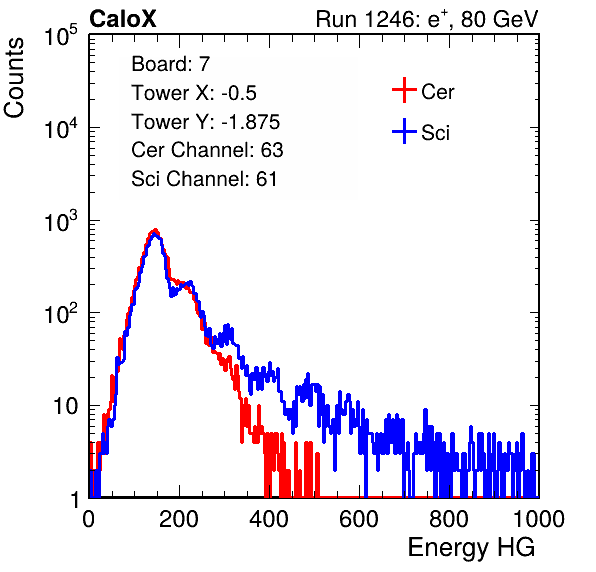 CaloX Run 1246: e⁺, 80 GeV
Counts
10⁵
10⁴
10³
10²
10
1
Board: 7
Tower X: -0.5
Tower Y: -1.875
Cer Channel: 63
Sci Channel: 61
Cer
Sci
0 200 400 600 800 1000
Energy HG